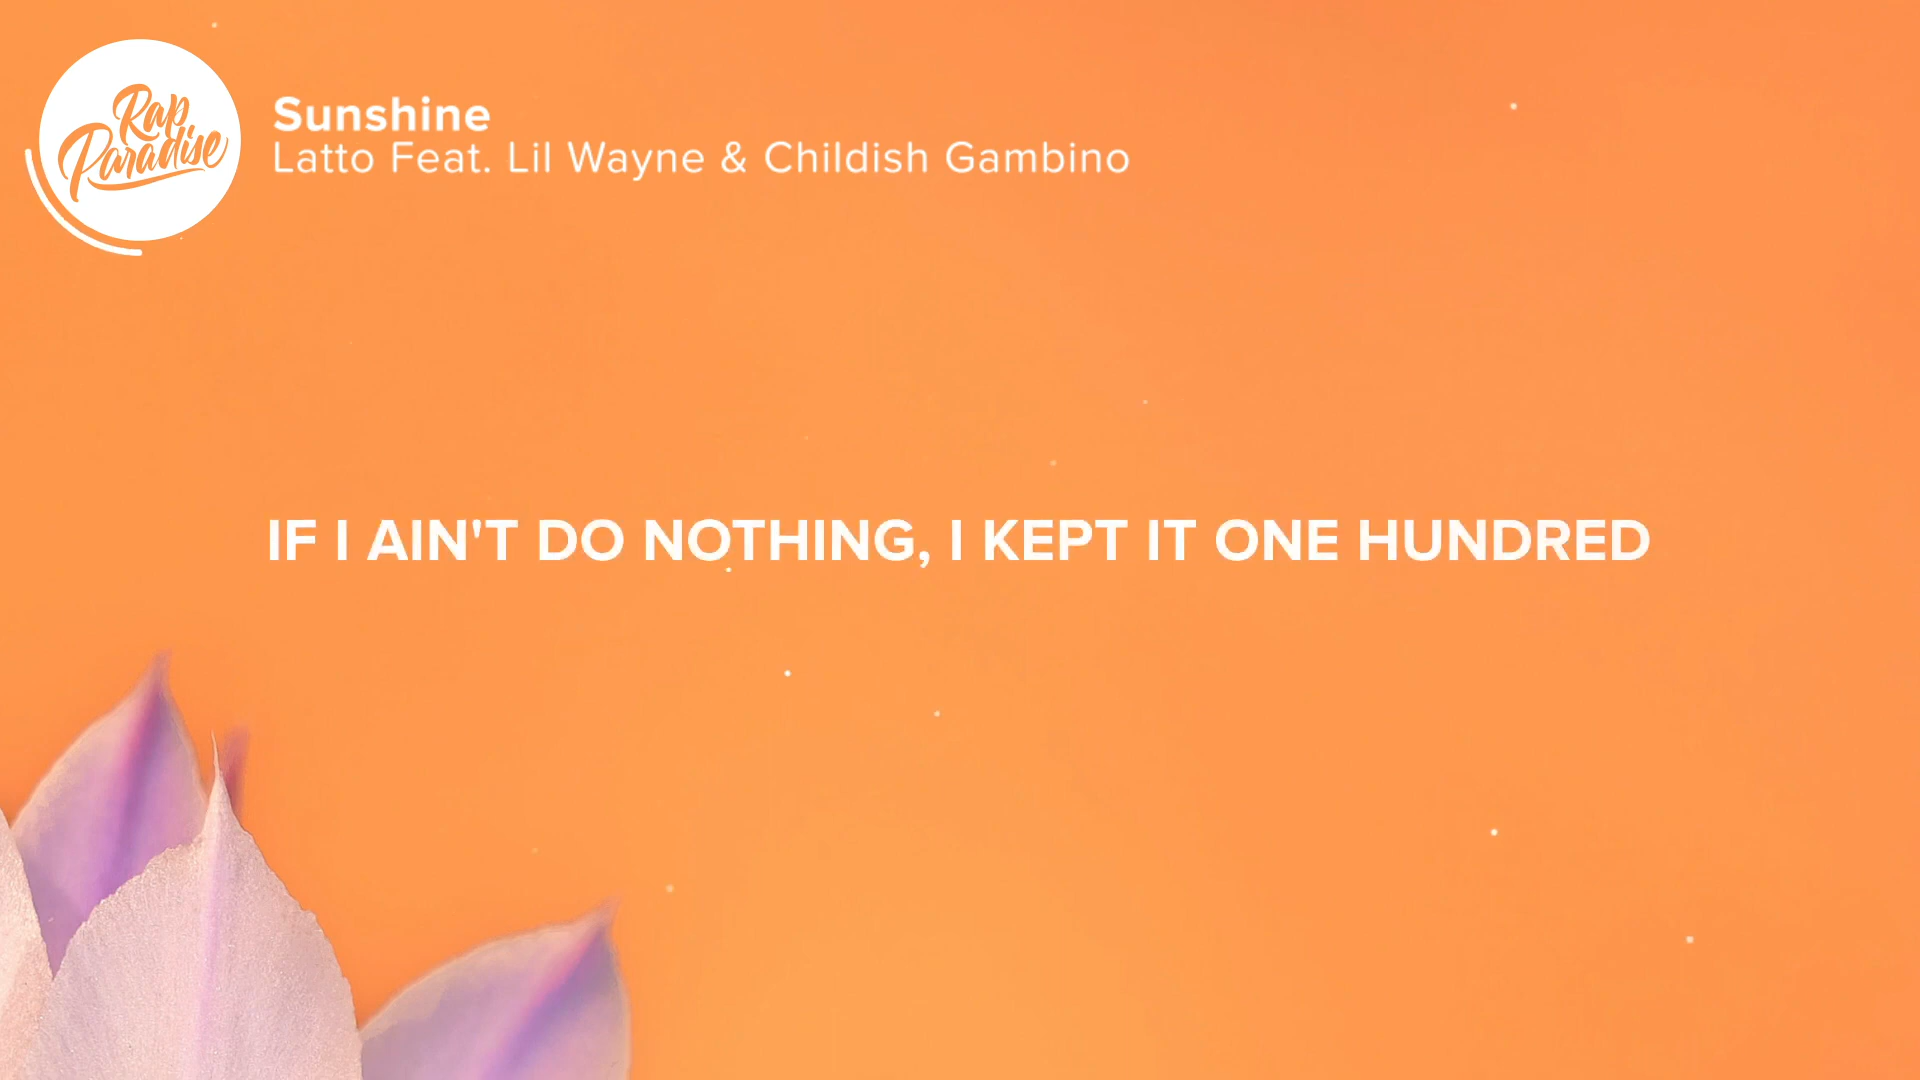 Rap
Paradise
Sunshine
Latto Feat. Lil Wayne & Childish Gambino
IF I AIN'T DO NOTHING, I KEPT IT ONE HUNDRED